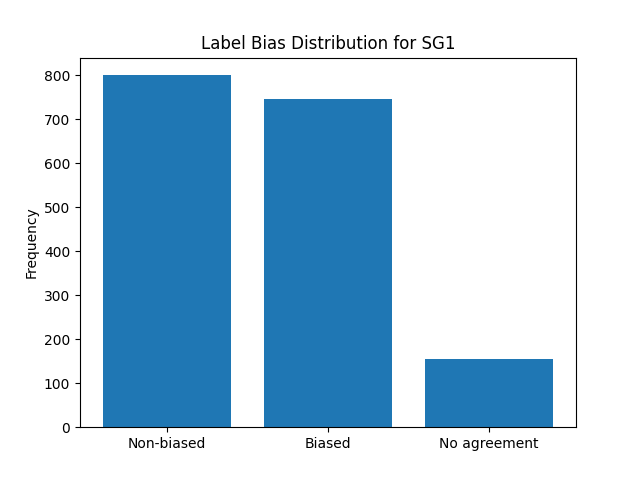 Label Bias Distribution for SG1
Frequency
800
700
600
500
400
300
200
100
0
Non-biased
Biased
No agreement